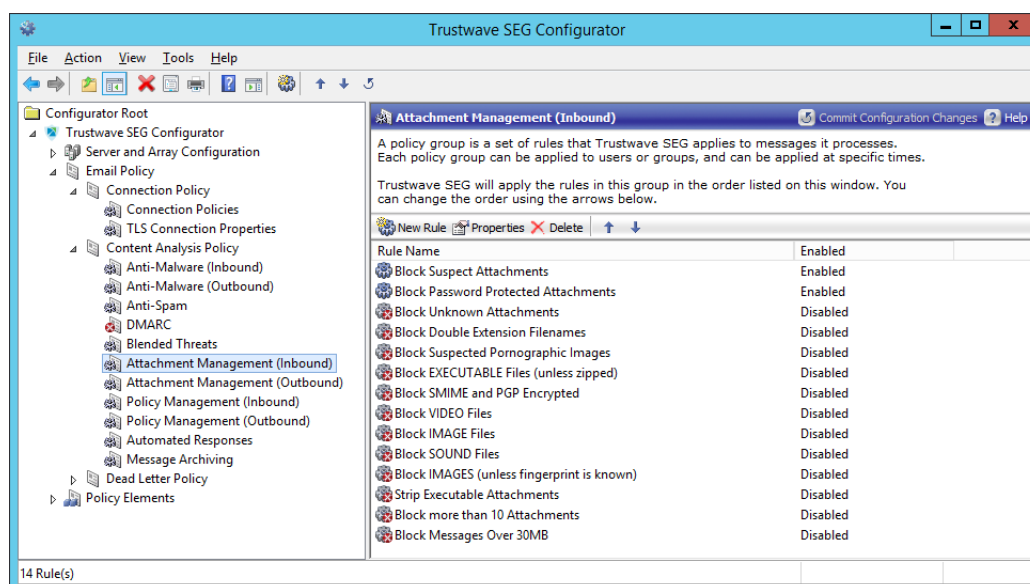 Trustwave SEG Configurator
File Action View Tools Help
Configurator Root
Trustwave SEG Configurator
Server and Array Configuration
Email Policy
Connection Policy
Connection Policies
TLS Connection Properties
Content Analysis Policy
Anti-Malware (Inbound)
Anti-Malware (Outbound)
Anti-Spam
DMARC
Blended Threats
Attachment Management (Inbound)
Attachment Management (Outbound)
Policy Management (Inbound)
Policy Management (Outbound)
Automated Responses
Message Archiving
Dead Letter Policy
Policy Elements
Attachment Management (Inbound) Commit Configuration Changes Help
A policy group is a set of rules that Trustwave SEG applies to messages it processes.
Each policy group can be applied to users or groups, and can be applied at specific times.
Trustwave SEG will apply the rules in this group in the order listed on this window. You
can change the order using the arrows below.
New Rule Properties Delete
Rule Name Enabled
Block Suspect Attachments Enabled
Block Password Protected Attachments Enabled
Block Unknown Attachments Disabled
Block Double Extension Filenames Disabled
Block Suspected Pornographic Images Disabled
Block EXECUTABLE Files (unless zipped) Disabled
Block SMIME and PGP Encrypted Disabled
Block VIDEO Files Disabled
Block IMAGE Files Disabled
Block SOUND Files Disabled
Block IMAGES (unless fingerprint is known) Disabled
Strip Executable Attachments Disabled
Block more than 10 Attachments Disabled
Block Messages Over 30MB Disabled
14 Rule(s)